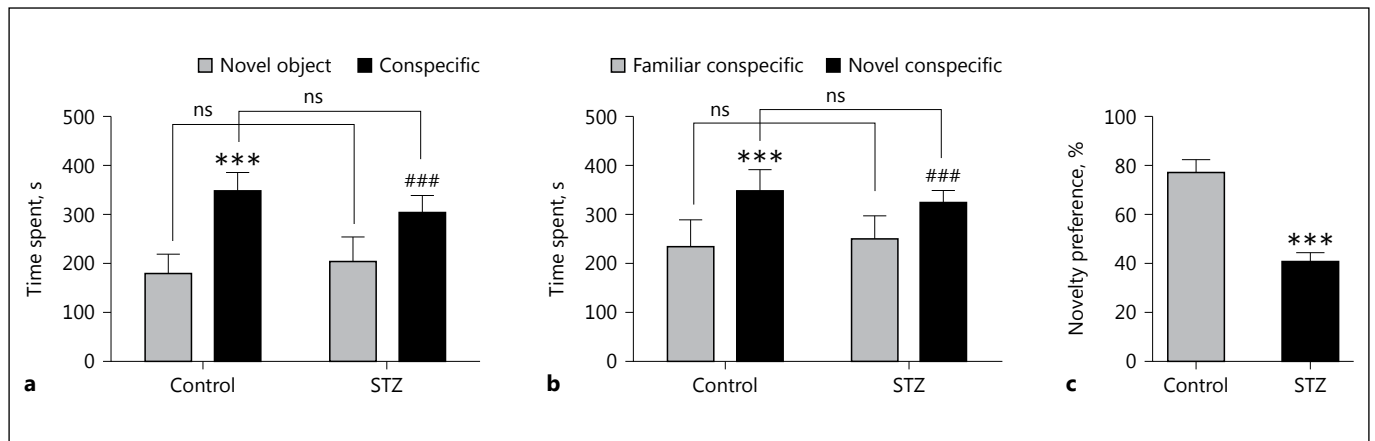 Novel object Conspecific
ns
ns
Time spent, s
500
400
300
200
100
0
***
###
Control STZ
a
Familiar conspecific Novel conspecific
ns
ns
Time spent, s
500
400
300
200
100
0
***
###
Control STZ
b
Novelty preference, %
100
80
60
40
20
0
***
Control STZ
c